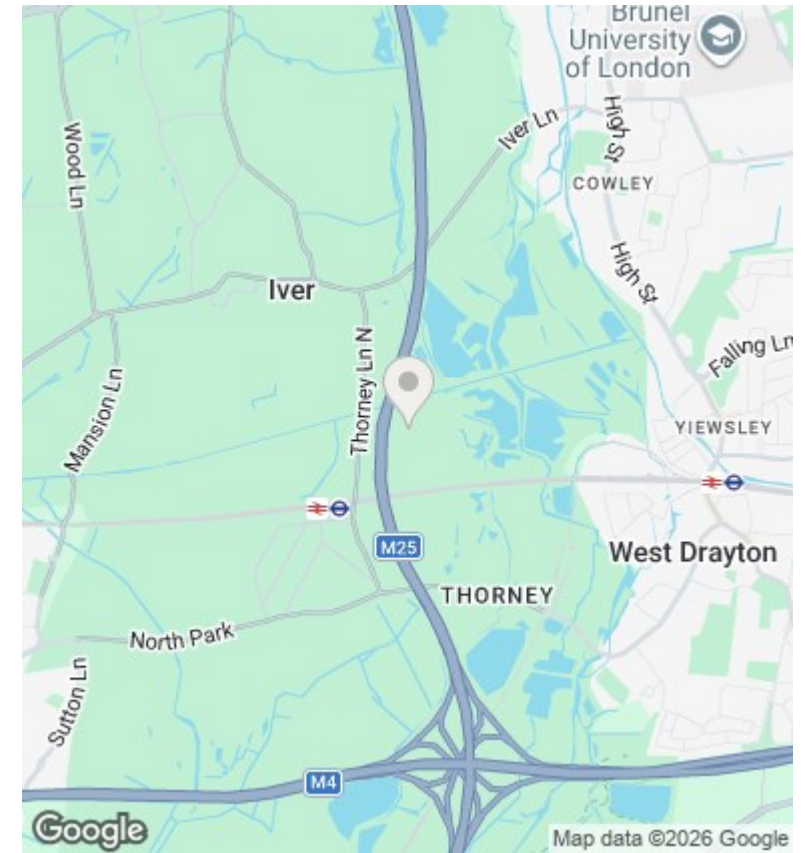 Brunel
University
of London
Wood Ln
Iver Ln
High St
COWLEY
High St
Iver
Thorney Ln N
Falling Ln
Mansion Ln
YIEWSLEY
M25
West Drayton
THORNEY
North Park
Sutton Ln
M4
Google
Map data ©2026 Google